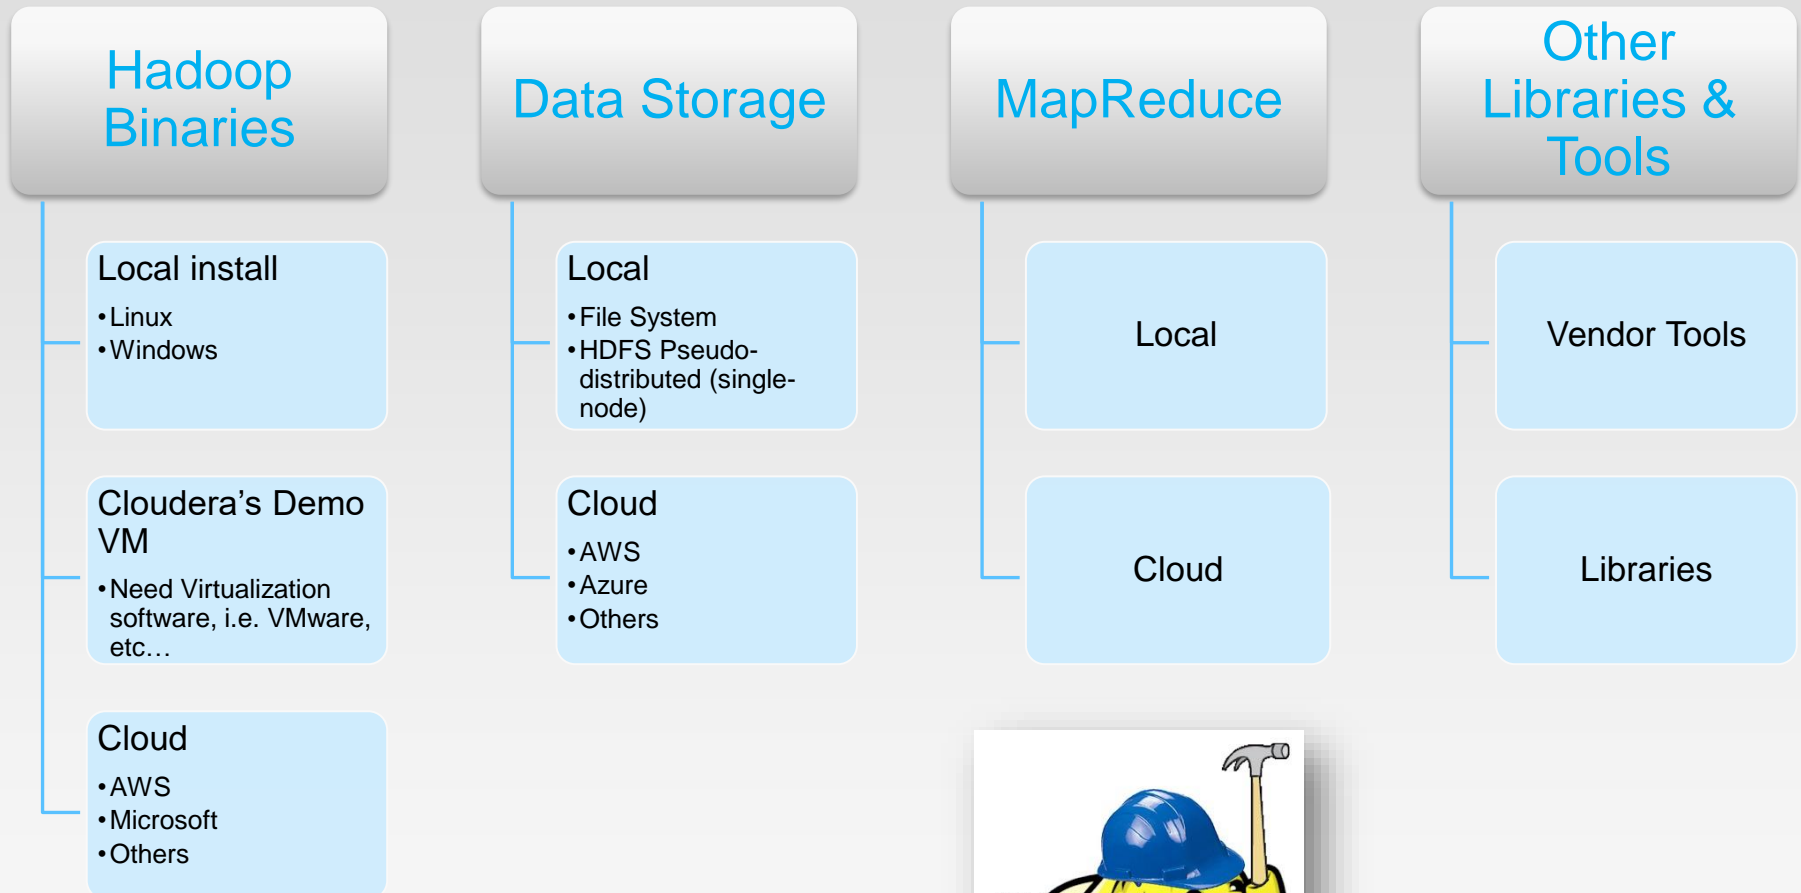 Hadoop
Binaries
Local install
•Linux
•Windows
Cloudera’s Demo
VM
•Need Virtualization
software, i.e. VMware,
etc…
Cloud
•AWS
•Microsoft
•Others
Data Storage
Local
•File System
•HDFS Pseudo-
distributed (single-
node)
Cloud
•AWS
•Azure
•Others
MapReduce
Local
Cloud
Other
Libraries &
Tools
Vendor Tools
Libraries